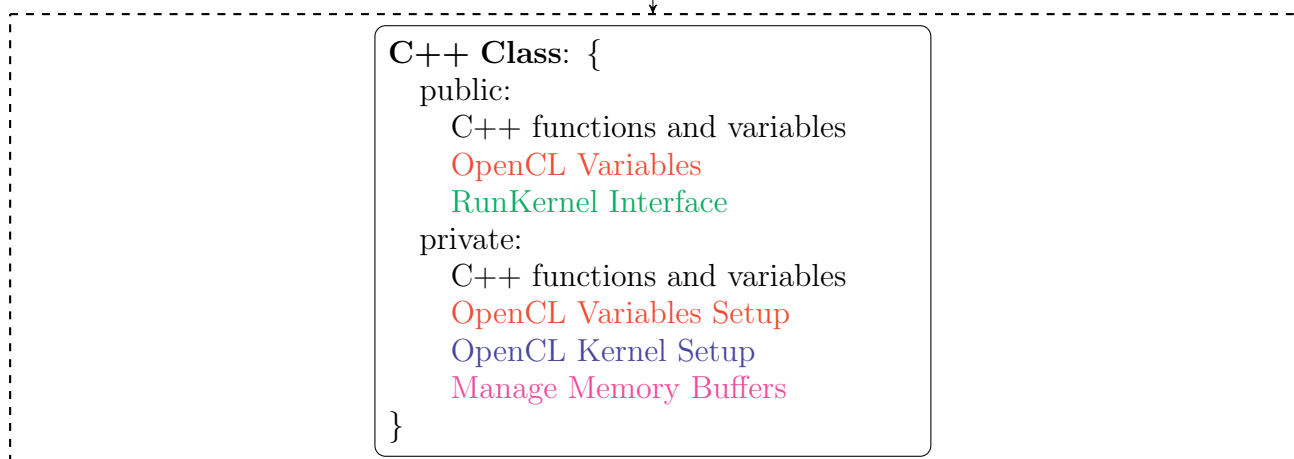 C++ Class: {
public:
C++ functions and variables
OpenCL Variables
RunKernel Interface
private:
C++ functions and variables
OpenCL Variables Setup
OpenCL Kernel Setup
Manage Memory Buffers
}